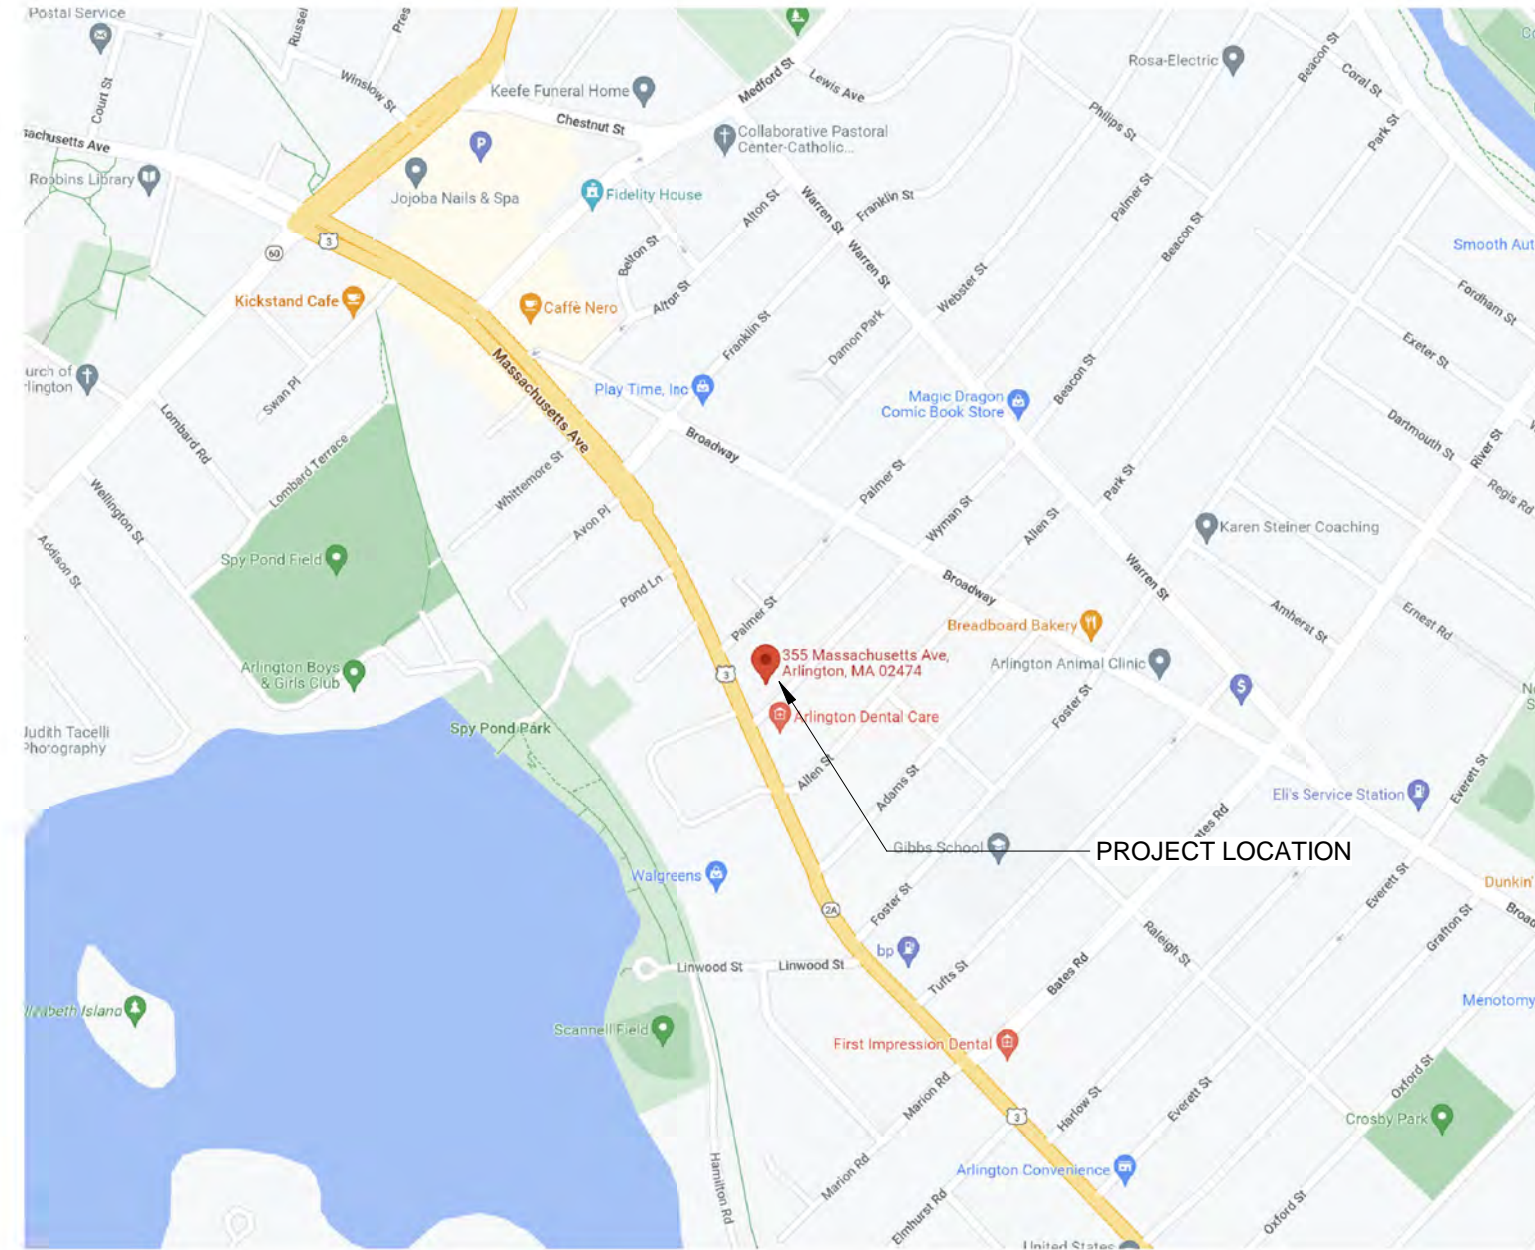 Postal Service
Russel
Pres
Court St
Winslow St
Keefe Funeral Home
Medford St
Lewis Ave
Rosa-Electric
Beacon St
Coral St
Chestnut St
Collaborative Pastoral
Center-Catholic...
Philips St
Park St
sachusetts Ave
P
Robbins Library
Jojoba Nails & Spa
Fidelity House
Alton St
Warren St
Franklin St
Palmer St
Beacon St
60
3
Belton St
Warren St
Smooth Aut
Kickstand Cafe
Caffè Nero
Alton St
Webster St
Fordham St
Franklin St
Damon Park
Exeter St
Massachusetts Ave
urch of
rlington
Swan Pl
Play Time, Inc
Magic Dragon
Comic Book Store
Beacon St
Lombard Rd
Lombard Terrace
Broadway
Dartmouth St
River St
Wellington St
Whittemore St
Palmer St
Park St
Regis Rd
Avon Pl
Wyman St
Allen St
Karen Steiner Coaching
Addison St
Spy Pond Field
Pond Ln
Broadway
Warren St
Palmer St
Breadboard Bakery
Amherst St
Ernest Rd
355 Massachusetts Ave,
Arlington, MA 02474
Arlington Boys
& Girls Club
3
Arlington Animal Clinic
$
Judith Tacelli
Photography
Spy Pond Park
Arlington Dental Care
Foster St
Allen St
Adams St
Everett St
Eli's Service Station
Gibbs School
PROJECT LOCATION
ates Rd
Walgreens
Everett St
Dunkin'
2A
Foster St
Raleigh St
Grafton St
Broad
bp
Linwood St
Linwood St
Tufts St
Bates Rd
lizabeth Island
Menotomy
Scannell Field
First Impression Dental
Marion Rd
Harlow St
Everett St
Oxford St
3
Crosby Park
Marion Rd
Arlington Convenience
Hamilton Rd
Elmhurst Rd
Oxford St
United States